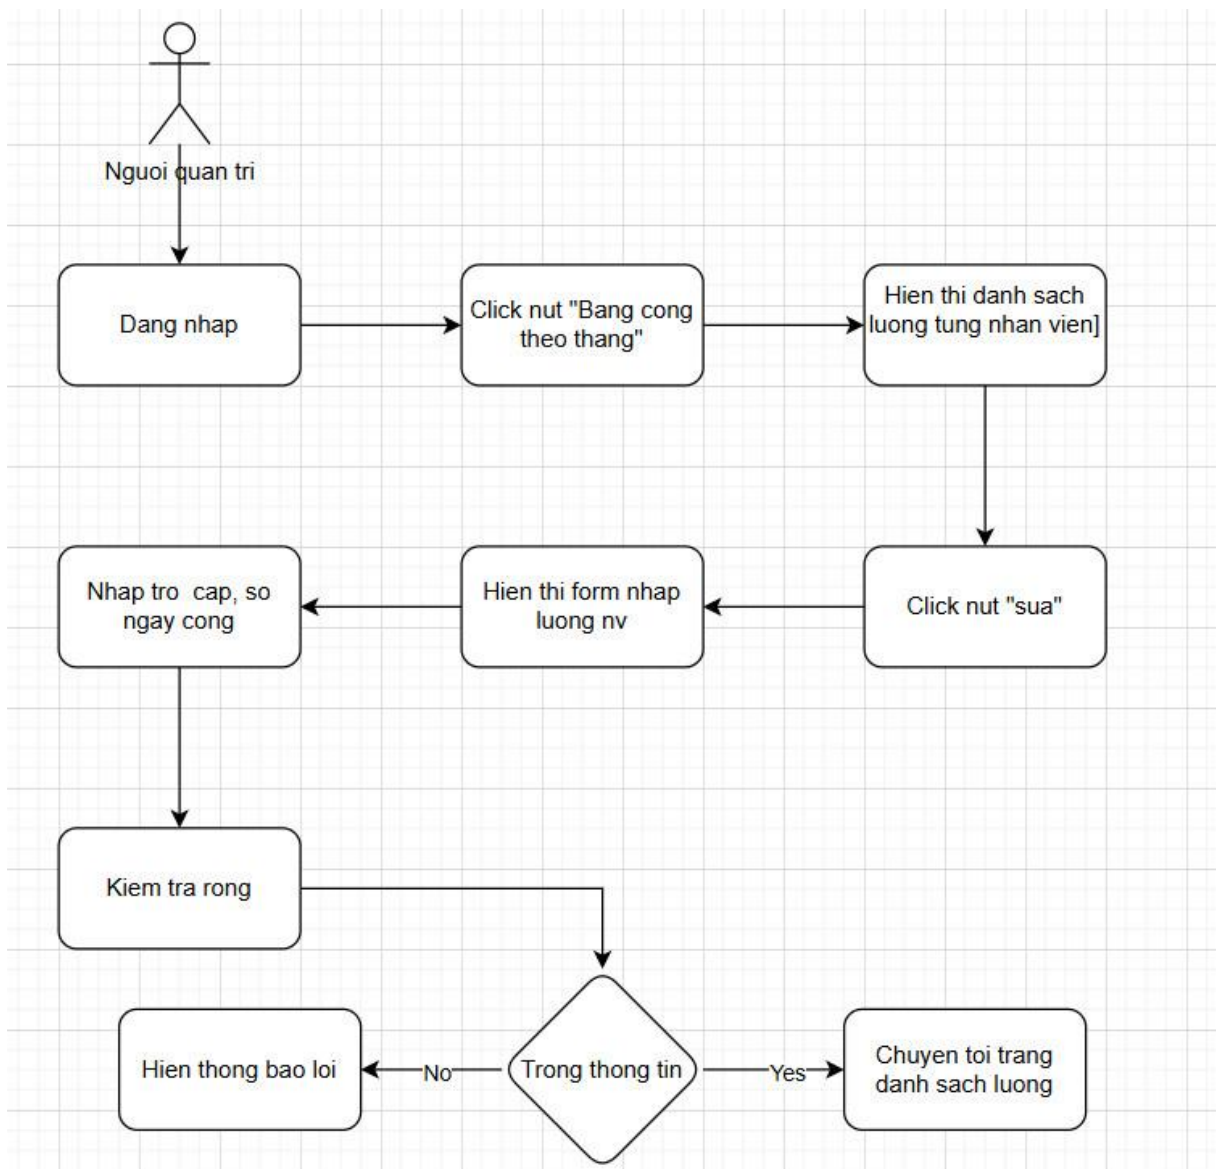 Nguoi quan tri
Dang nhap
Click nut "Bang cong
theo thang"
Hien thi danh sach
luong tung nhan vien]
Nhap tro  cap, so
ngay cong
Hien thi form nhap
luong nv
Click nut "sua"
Kiem tra rong
Hien thong bao loi
No
Trong thong tin
Yes
Chuyen toi trang
danh sach luong